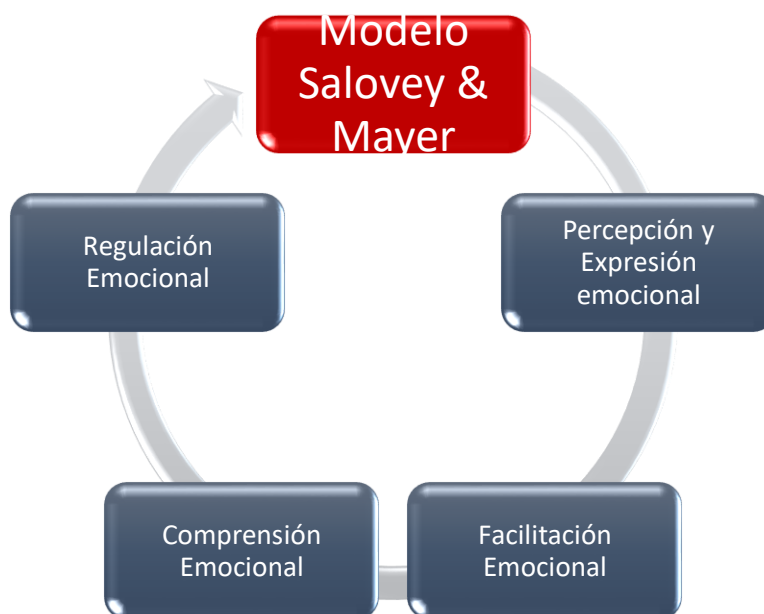 Modelo
Salovey &
Mayer
Percepción y
Expresión
emocional
Facilitación
Emocional
Comprensión
Emocional
Regulación
Emocional